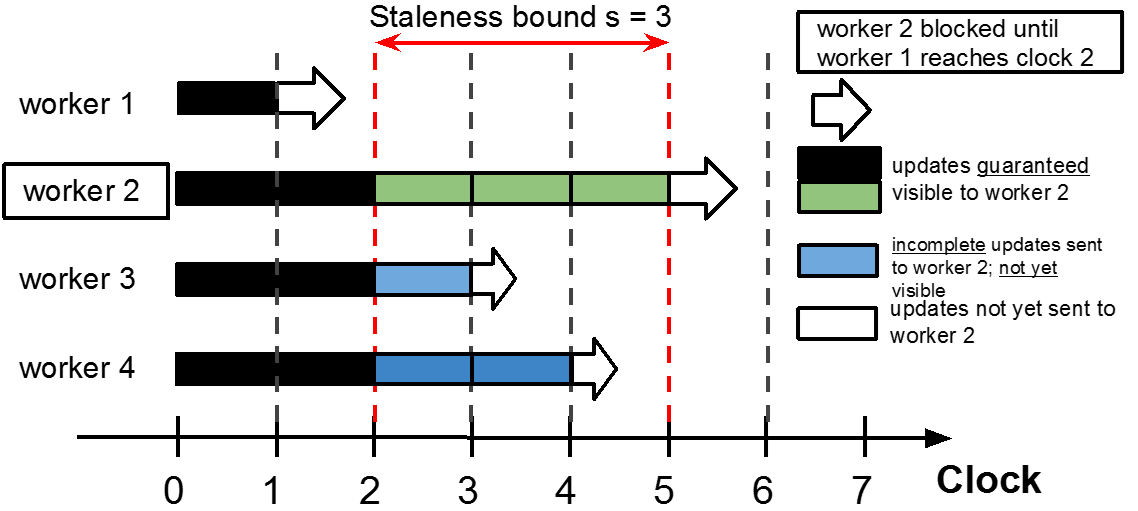 Staleness bound s = 3
worker 2 blocked until
worker 1 reaches clock 2
worker 1
worker 2
worker 3
worker 4
updates guaranteed
visible to worker 2
incomplete updates sent
to worker 2; not yet
visible
updates not yet sent to
worker 2
0 1 2 3 4 5 6 7
Clock